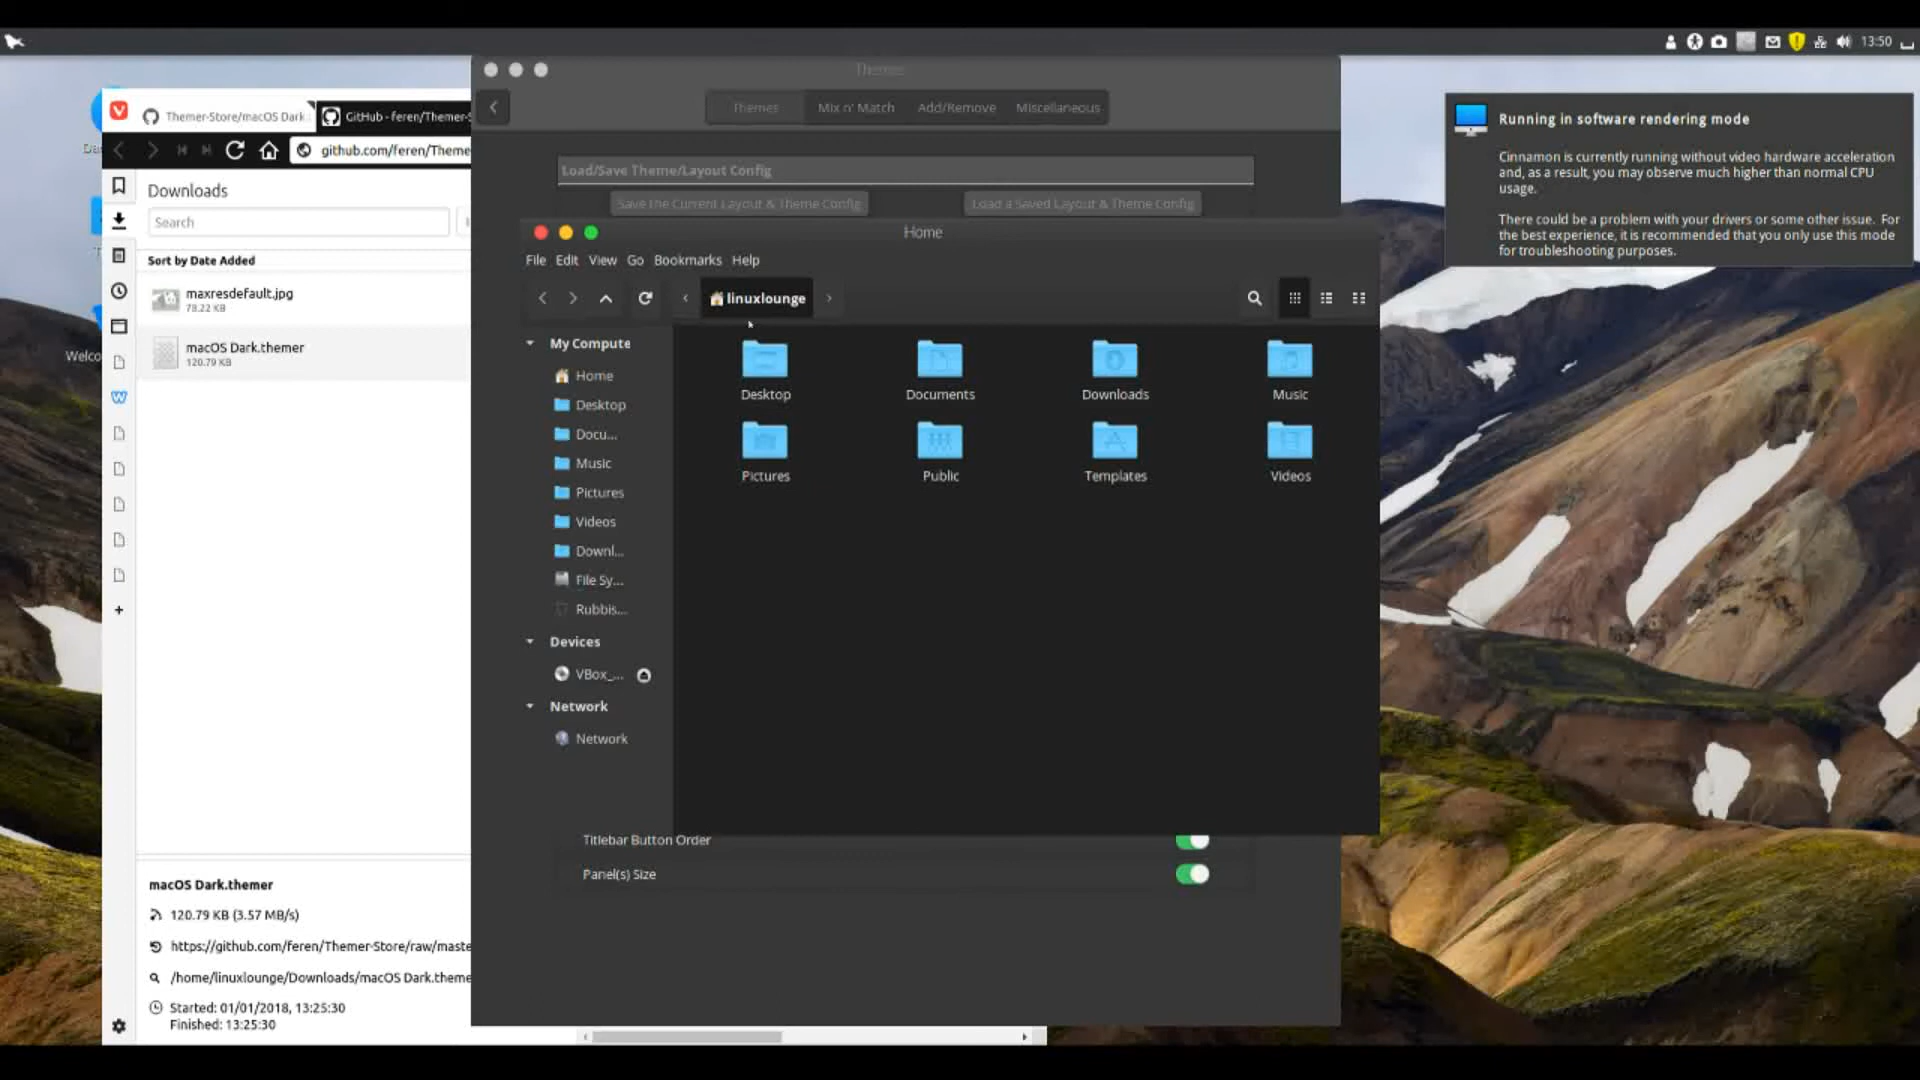 13:50
Themes
Themer-Store/macOS Dark
GitHub - feren/Themer-S
github.com/feren/Theme
Themes
Mix n' Match
Add/Remove
Miscellaneous
Load/Save Theme/Layout Config
Save the Current Layout & Theme Config
Load a Saved Layout & Theme Config
Running in software rendering mode
Cinnamon is currently running without video hardware acceleration
and, as a result, you may observe much higher than normal CPU
usage.
There could be a problem with your drivers or some other issue. For
the best experience, it is recommended that you only use this mode
for troubleshooting purposes.
Downloads
Search
Sort by Date Added
maxresdefault.jpg
78.22 KB
macOS Dark.themer
120.79 KB
Da
Welco
Home
File
Edit
View
Go
Bookmarks
Help
linuxlounge
My Compute
Home
Desktop
Docu...
Music
Pictures
Videos
Downl...
File Sy...
Rubbis...
Devices
VBox_...
Network
Network
Desktop
Documents
Downloads
Music
Pictures
Public
Templates
Videos
Titlebar Button Order
Panel(s) Size
macOS Dark.themer
120.79 KB (3.57 MB/s)
https://github.com/feren/Themer-Store/raw/maste
/home/linuxlounge/Downloads/macOS Dark.theme
Started: 01/01/2018, 13:25:30
Finished: 13:25:30